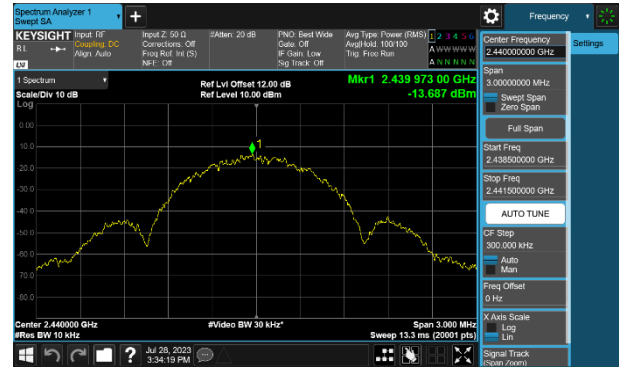 Spectrum Analyzer 1
Swept SA
+
Frequency
KEYSIGHT
RL
LXI
Input: RF
Coupling: DC
Align: Auto
Input Z: 50 Ω
Corrections: Off
Freq Ref: Int (S)
NFE: Off
#Atten: 20 dB
PNO: Best Wide
Gate: Off
IF Gain: Low
Sig Track: Off
Avg Type: Power (RMS)
Avg|Hold: 100/100
Trig: Free Run
1 2 3 4 5 6
A W W W W W
A N N N N N
1 Spectrum
Scale/Div 10 dB
Ref Lvl Offset 12.00 dB
Ref Level 10.00 dBm
Mkr1 2.439 973 00 GHz
-13.687 dBm
Log
0.00
-10.0
-20.0
-30.0
-40.0
-50.0
-60.0
-70.0
-80.0
1
Center 2.440000 GHz
#Res BW 10 kHz
#Video BW 30 kHz*
Span 3.000 MHz
Sweep 13.3 ms (20001 pts)
Jul 28, 2023
3:34:19 PM
?
Settings
Center Frequency
2.440000000 GHz
Span
3.00000000 MHz
Swept Span
Zero Span
Full Span
Start Freq
2.438500000 GHz
Stop Freq
2.441500000 GHz
AUTO TUNE
CF Step
300.000 kHz
Auto
Man
Freq Offset
0 Hz
X Axis Scale
Log
Lin
Signal Track
(Span Zoom)